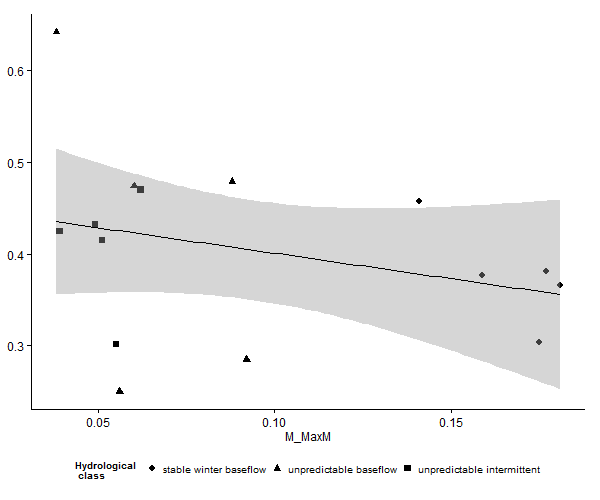 0.6
0.5
0.4
0.3
0.05 0.10 0.15
M_MaxM
Hydrological
class
stable winter baseflow unpredictable baseflow unpredictable intermittent